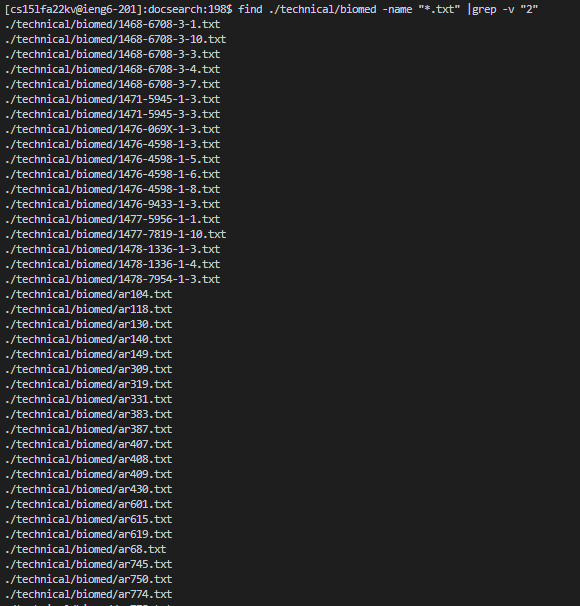 [cs15lfa22kv@ieng6-201]:docsearch:198$ find ./technical/biomed -name "*.txt" |grep -v "2"
./technical/biomed/1468-6708-3-1.txt
./technical/biomed/1468-6708-3-10.txt
./technical/biomed/1468-6708-3-3.txt
./technical/biomed/1468-6708-3-4.txt
./technical/biomed/1468-6708-3-7.txt
./technical/biomed/1471-5945-1-3.txt
./technical/biomed/1471-5945-3-3.txt
./technical/biomed/1476-069X-1-3.txt
./technical/biomed/1476-4598-1-3.txt
./technical/biomed/1476-4598-1-5.txt
./technical/biomed/1476-4598-1-6.txt
./technical/biomed/1476-4598-1-8.txt
./technical/biomed/1476-9433-1-3.txt
./technical/biomed/1477-5956-1-1.txt
./technical/biomed/1477-7819-1-10.txt
./technical/biomed/1478-1336-1-3.txt
./technical/biomed/1478-1336-1-4.txt
./technical/biomed/1478-7954-1-3.txt
./technical/biomed/ar104.txt
./technical/biomed/ar118.txt
./technical/biomed/ar130.txt
./technical/biomed/ar140.txt
./technical/biomed/ar149.txt
./technical/biomed/ar309.txt
./technical/biomed/ar319.txt
./technical/biomed/ar331.txt
./technical/biomed/ar383.txt
./technical/biomed/ar387.txt
./technical/biomed/ar407.txt
./technical/biomed/ar408.txt
./technical/biomed/ar409.txt
./technical/biomed/ar430.txt
./technical/biomed/ar601.txt
./technical/biomed/ar615.txt
./technical/biomed/ar619.txt
./technical/biomed/ar68.txt
./technical/biomed/ar745.txt
./technical/biomed/ar750.txt
./technical/biomed/ar774.txt